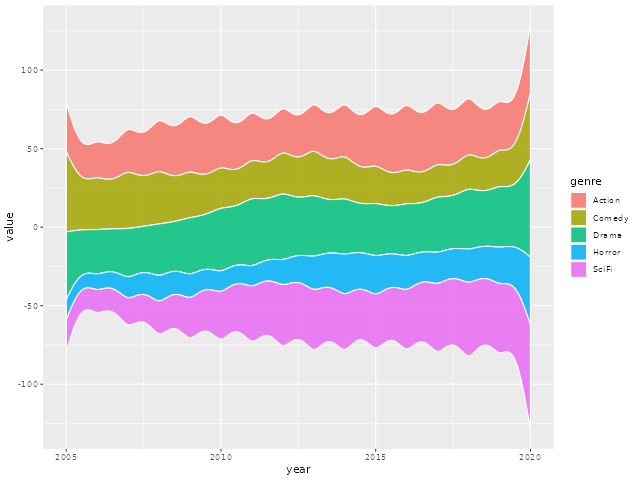 100
50
0
-50
-100
value
2005
2010
2015
2020
year
genre
Action
Comedy
Drama
Horror
SciFi